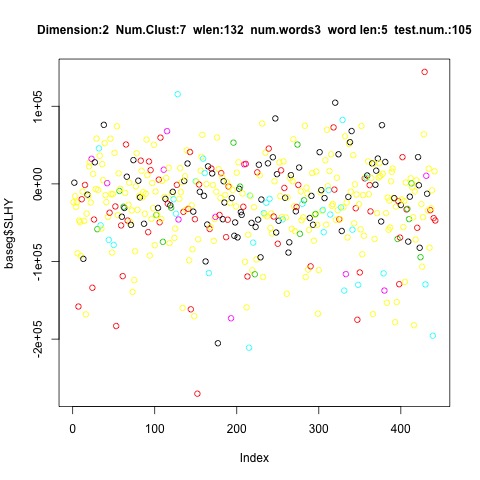 Dimension:2 Num.Clust:7 wlen:132 num.words3 word len:5 test.num.:105
1e+05
0e+00
-1e+05
-2e+05
baseg$SLHY
0 100 200 300 400
Index